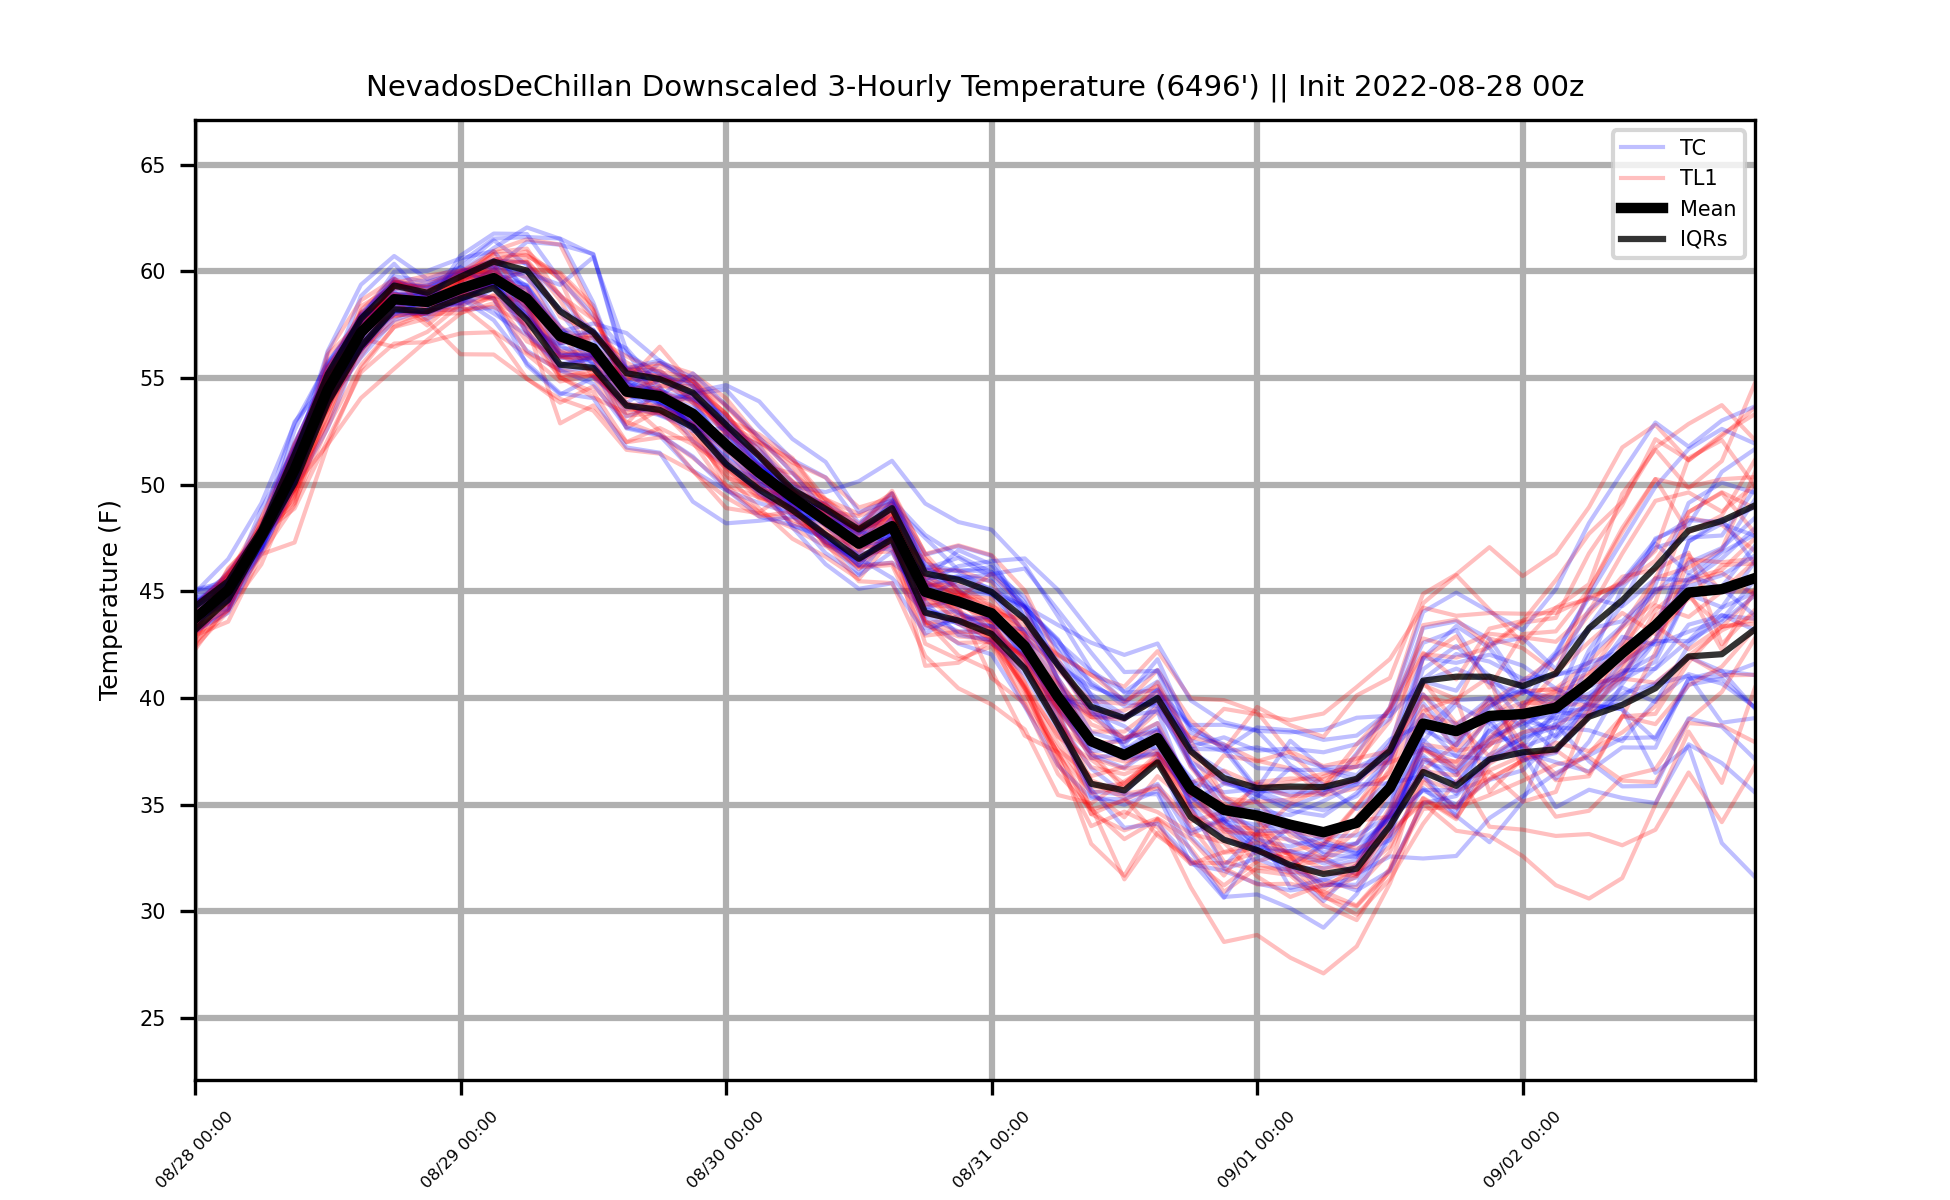 NevadosDeChillan Downscaled 3-Hourly Temperature (6496') || Init 2022-08-28 00z
TC
TL1
Mean
IQRs
Temperature (F)
65
60
55
50
45
40
35
30
25
08/28 00:00
08/29 00:00
08/30 00:00
08/31 00:00
09/01 00:00
09/02 00:00